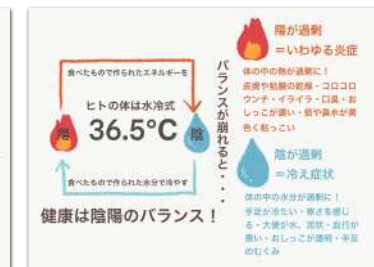 食べたもので作られたエネルギーを
ヒトの体は水冷式
陽
36.5°C
陰
食べたもので作られた水分で冷やす
健康は陰陽のバランス！
バランスが崩れると・・・
陽が過剰
＝いわゆる炎症
体の中の熱が過剰に！
皮膚や粘膜の乾燥・コロコロ
ウンチ・イライラ・口臭・お
しっこが濃い・痰や鼻水が黄
色く粘っこい
陰が過剰
＝冷え症状
体の中の水分が過剰に！
手足が冷たい・寒さを感じ
る・大便が水、泥状・血行が
悪い・おしっこが透明・手足
のむくみ